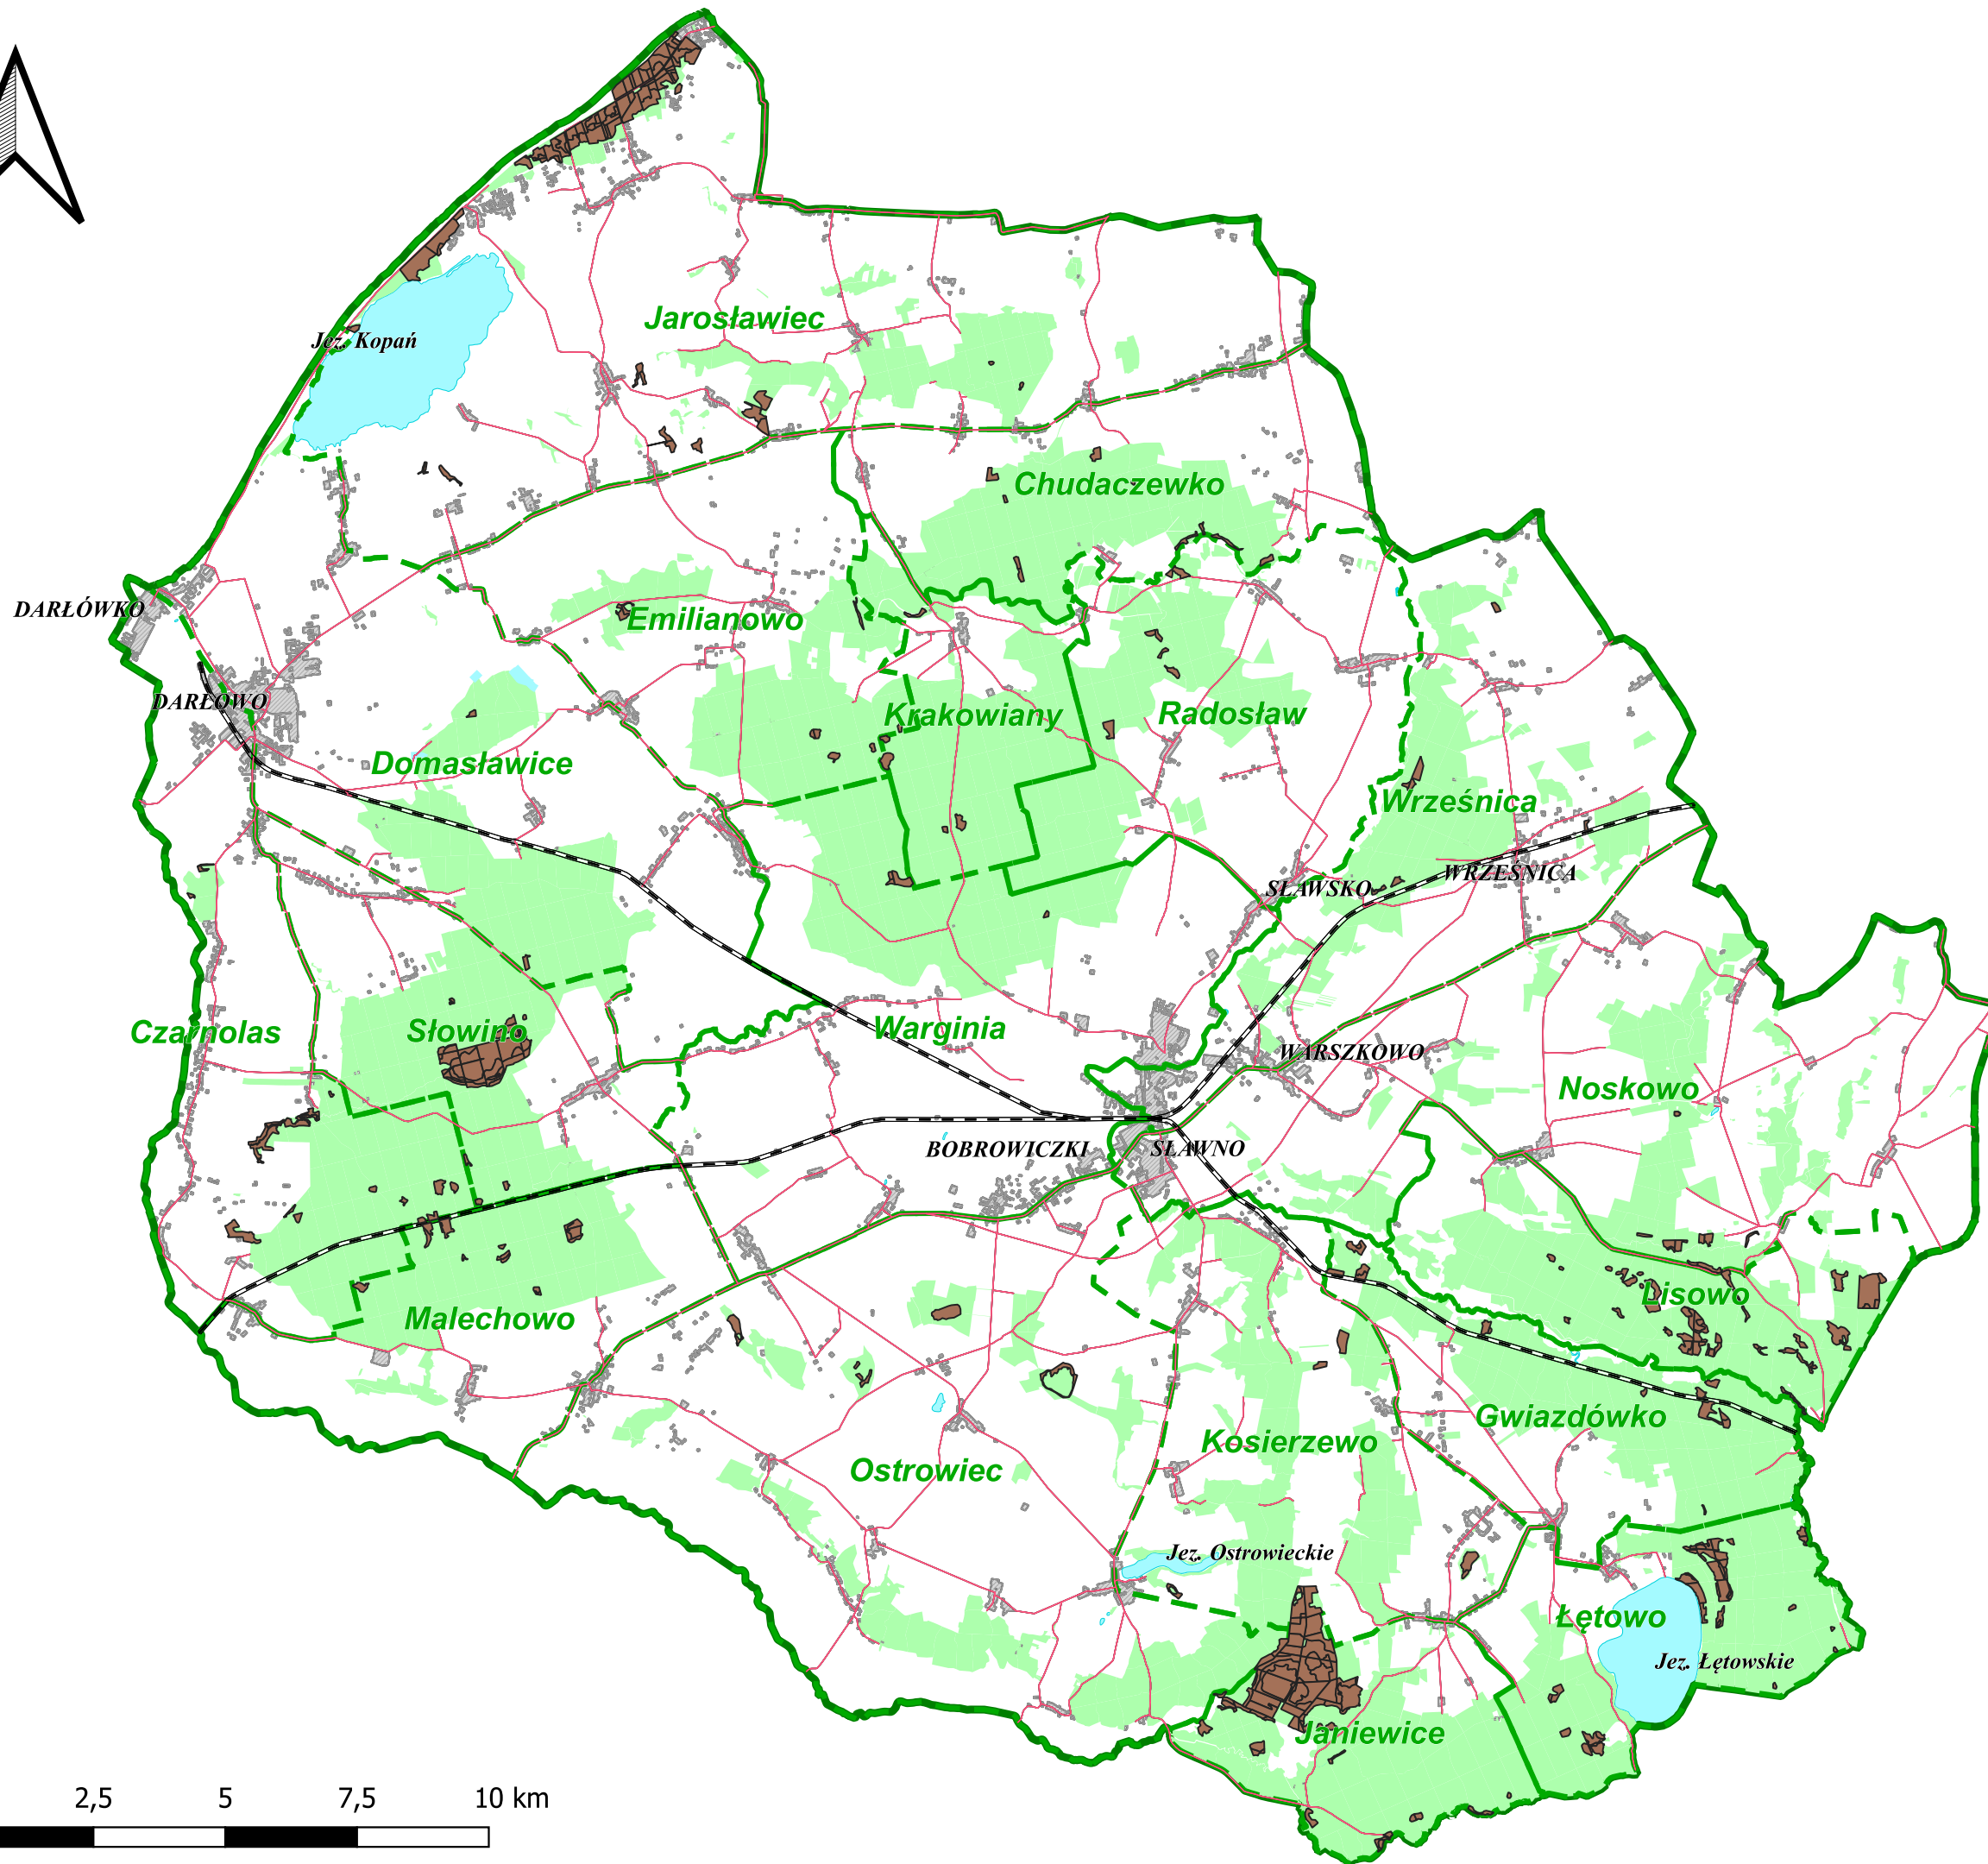 Jarosławiec
Jez. Kopań
Chudaczewko
DARŁÓWKO
Emilianowo
DARŁOWO
Krakowiany
Radosław
Domasławice
Wrześnica
WRZEŚNICA
SŁAWSKO
Czarnolas
Słowino
Warginia
WARSZKOWO
Noskowo
BOBROWICZKI
SŁAWNO
Lisowo
Malechowo
Gwiazdówko
Kosierzewo
Ostrowiec
Jez. Ostrowieckie
Łętowo
Jez. Łętowskie
Janiewice
2,5 5 7,5 10 km